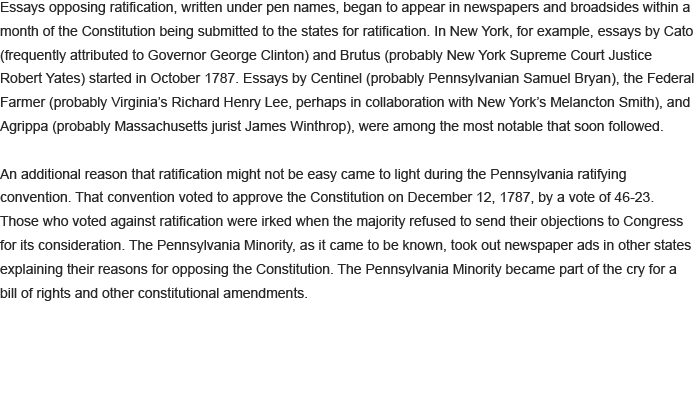 Essays opposing ratification, written under pen names, began to appear in newspapers and broadsides within a
month of the Constitution being submitted to the states for ratification. In New York, for example, essays by Cato
(frequently attributed to Governor George Clinton) and Brutus (probably New York Supreme Court Justice
Robert Yates) started in October 1787. Essays by Centinel (probably Pennsylvanian Samuel Bryan), the Federal
Farmer (probably Virginia's Richard Henry Lee, perhaps in collaboration with New York's Melancton Smith), and
Agrippa (probably Massachusetts jurist James Winthrop), were among the most notable that soon followed.
An additional reason that ratification might not be easy came to light during the Pennsylvania ratifying
convention. That convention voted to approve the Constitution on December 12, 1787, by a vote of 46-23.
Those who voted against ratification were irked when the majority refused to send their objections to Congress
for its consideration. The Pennsylvania Minority, as it came to be known, took out newspaper ads in other states
explaining their reasons for opposing the Constitution. The Pennsylvania Minority became part of the cry for a
bill of rights and other constitutional amendments.